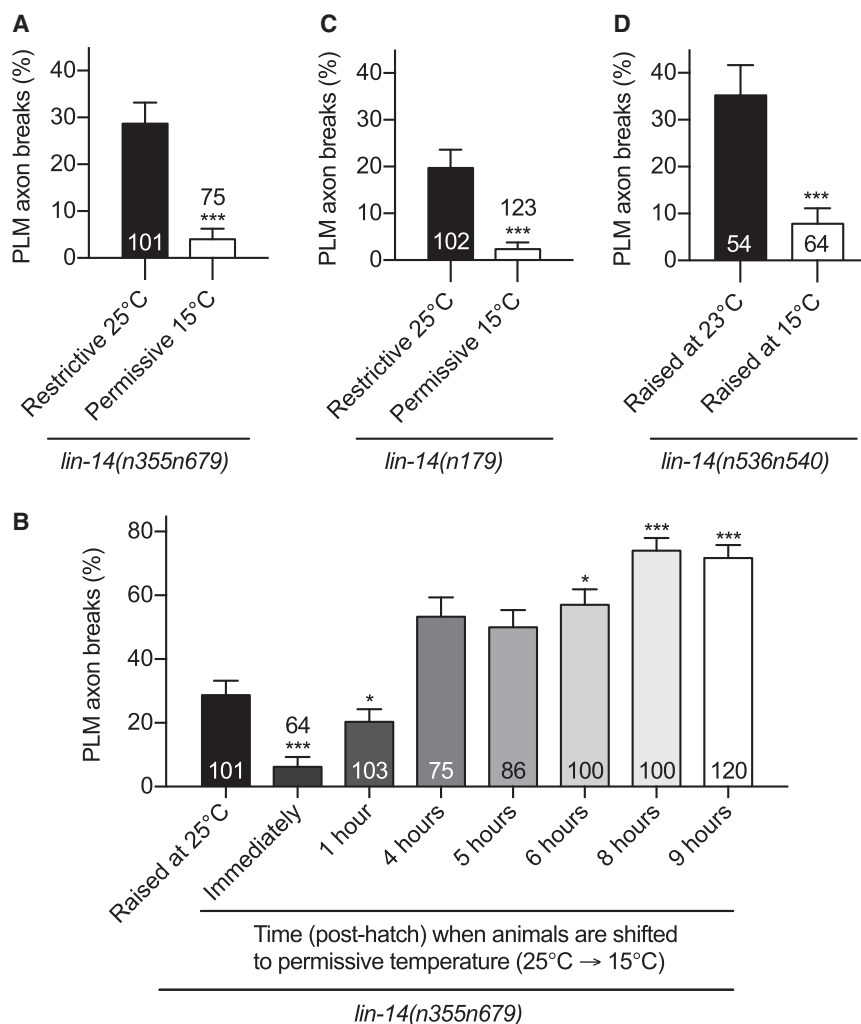 A
PLM axon breaks (%)
40
30
20
10
0
101
75
***
Restrictive 25°C
Permissive 15°C
lin-14(n355n679)
C
PLM axon breaks (%)
40
30
20
10
0
102
123
***
Restrictive 25°C
Permissive 15°C
lin-14(n179)
D
PLM axon breaks (%)
40
30
20
10
0
54
***
64
Raised at 23°C
Raised at 15°C
lin-14(n536n540)
B
PLM axon breaks (%)
80
60
40
20
0
101
64
***
*
103
75
86
*
100
***
100
***
120
Raised at 25°C
Immediately
1 hour
4 hours
5 hours
6 hours
8 hours
9 hours
Time (post-hatch) when animals are shifted
to permissive temperature (25°C → 15°C)
lin-14(n355n679)